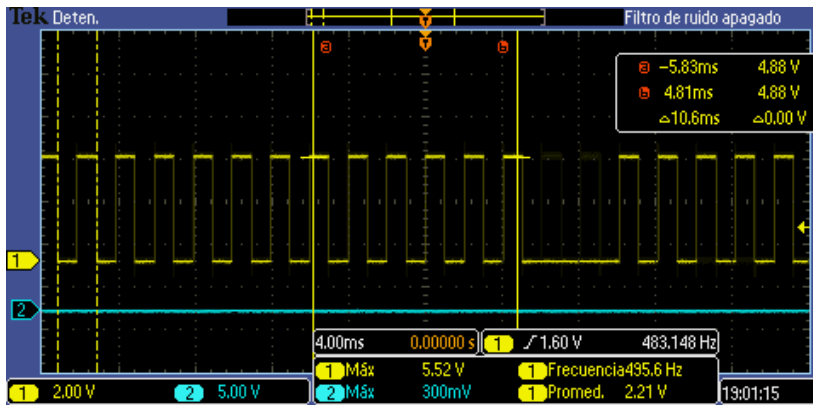 Tek Deten. T Filtro de ruido apagado
a T b
a -5.83ms 4.88 V
b 4.81ms 4.88 V
△10.6ms △0.00 V
1
2
4.00ms 0.00000 s 1 1.60 V 483.148 Hz
1 Máx 5.52 V 1 Frecuencia 495.6 Hz
1 2.00 V 2 5.00 V 2 Máx 300mV 1 Promed. 2.21 V 19:01:15